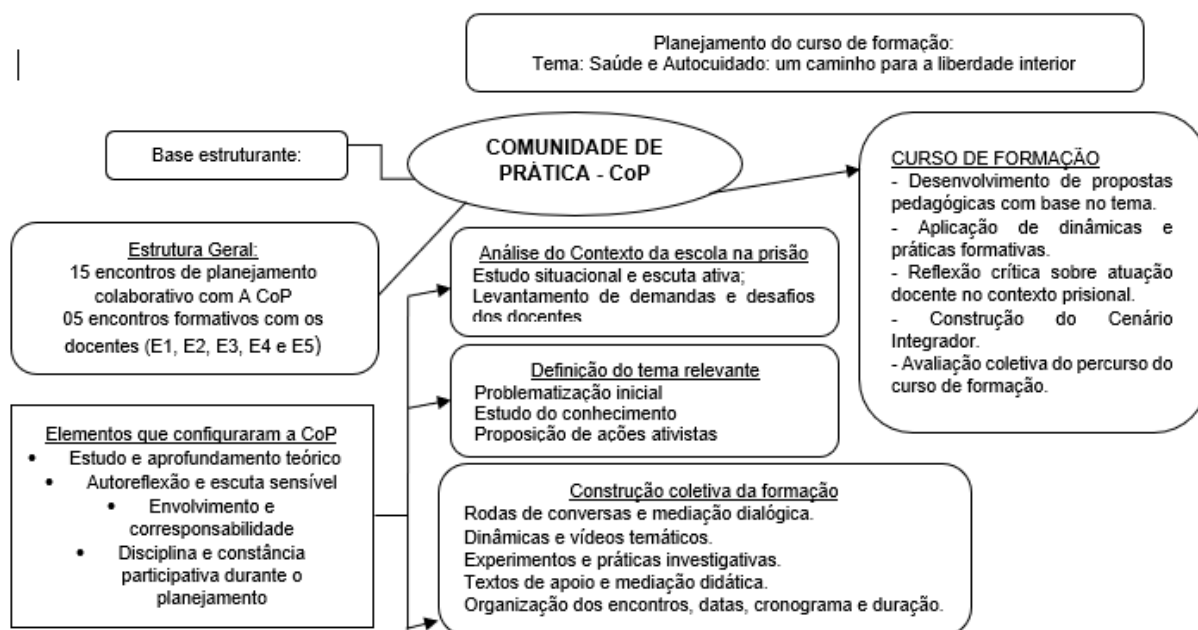 Planejamento do curso de formação:
Tema: Saúde e Autocuidado: um caminho para a liberdade interior
Base estruturante:
COMUNIDADE DE
PRÁTICA - CoP
Estrutura Geral:
15 encontros de planejamento
colaborativo com A CoP
05 encontros formativos com os
docentes (E1, E2, E3, E4 e E5)
Elementos que configuraram a CoP
• Estudo e aprofundamento teórico
• Autoreflexão e escuta sensível
• Envolvimento e
corresponsabilidade
• Disciplina e constância
participativa durante o
planejamento
Análise do Contexto da escola na prisão
Estudo situacional e escuta ativa;
Levantamento de demandas e desafios
dos docentes
Definição do tema relevante
Problematização inicial
Estudo do conhecimento
Proposição de ações ativistas
Construção coletiva da formação
Rodas de conversas e mediação dialógica.
Dinâmicas e vídeos temáticos.
Experimentos e práticas investigativas.
Textos de apoio e mediação didática.
Organização dos encontros, datas, cronograma e duração.
CURSO DE FORMAÇÃO
- Desenvolvimento de propostas
pedagógicas com base no tema.
- Aplicação de dinâmicas e
práticas formativas.
- Reflexão crítica sobre atuação
docente no contexto prisional.
- Construção do Cenário
Integrador.
- Avaliação coletiva do percurso do
curso de formação.